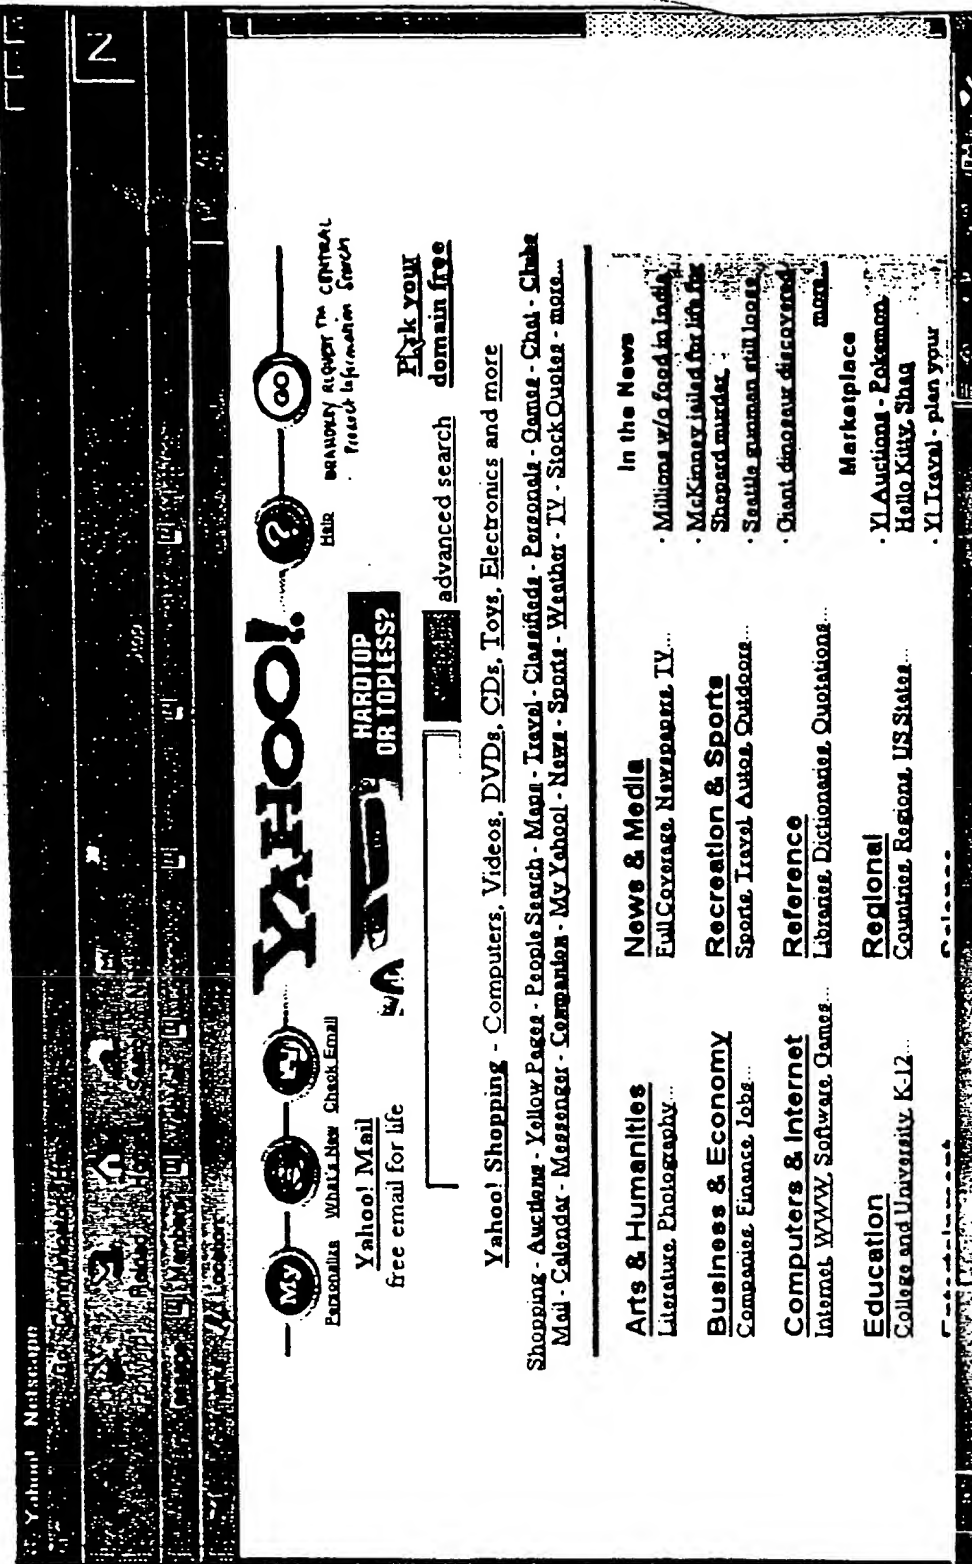 Yahoo! Netscape
N
My
?
GO
Personalize What's New Check Email
YAHOO!
Help
BRANDKEY REQUEST TM CENTRAL
French Information Search
Yahoo! Mail
free email for life
HARDTOP
OR TOPLESS?
Pick your
domain free
advanced search
Yahoo! Shopping - Computers, Videos, DVDs, CDs, Toys, Electronics and more
Shopping - Auctions - Yellow Pages - People Search - Maps - Travel - Classifieds - Personals - Games - Chat - Clubs
Mail - Calendar - Messenger - Companion - My Yahoo! - News - Sports - Weather - TV - Stock Quotes - more...
Arts & Humanities
Literature, Photography...
Business & Economy
Companies, Finance, Jobs...
Computers & Internet
Internet, WWW, Software, Games...
Education
College and University, K-12...
Entertainment
News & Media
Full Coverage, Newspapers, TV...
Recreation & Sports
Sports, Travel, Autos, Outdoors...
Reference
Libraries, Dictionaries, Quotations...
Regional
Countries, Regions, US States...
Science
In the News
· Millions w/o food in India
· McKinney jailed for life for
Shepard murder
· Seattle gunman still loose
· Giant dinosaur discovered
more...
Marketplace
· Y! Auctions - Pokemon,
Hello Kitty, Shaq
· Y! Travel - plan your